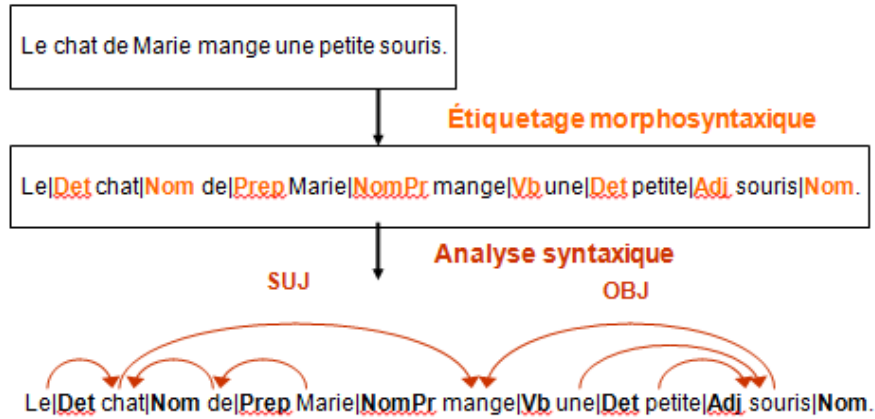 Le chat de Marie mange une petite souris.
Étiquetage morphosyntaxique
Le|Det chat|Nom de|Prep Marie|NomPr mange|Vb une|Det petite|Adj souris|Nom.
Analyse syntaxique
SUJ
OBJ
Le|Det chat|Nom de|Prep Marie|NomPr mange|Vb une|Det petite|Adj souris|Nom.